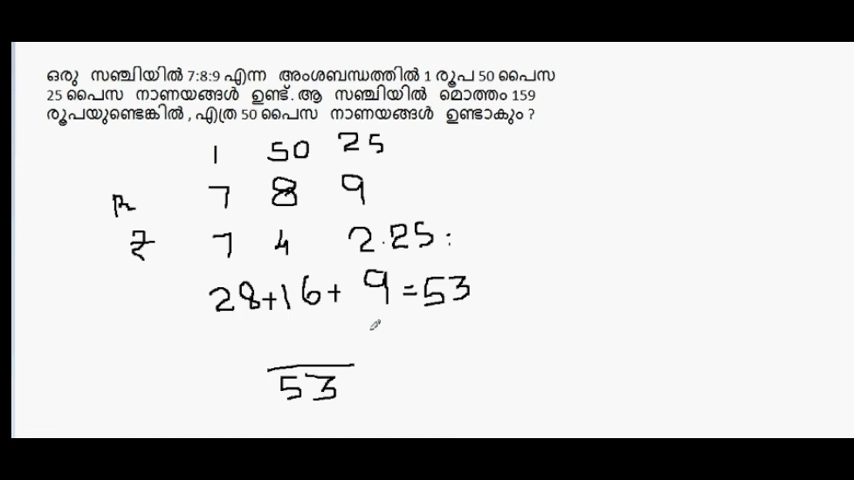 ഒരു സഞ്ചിയിൽ 7:8:9 എന്ന അംശബന്ധത്തിൽ 1 രൂപ 50 പൈസ
25 പൈസ നാണയങ്ങൾ ഉണ്ട്. ആ സഞ്ചിയിൽ മൊത്തം 159
രൂപയുണ്ടെങ്കിൽ , എത്ര 50 പൈസ നാണയങ്ങൾ ഉണ്ടാകും ?
1 50 25
7 8 9
₹ 7 4 2.25 :
28+16+ 9 = 53
53